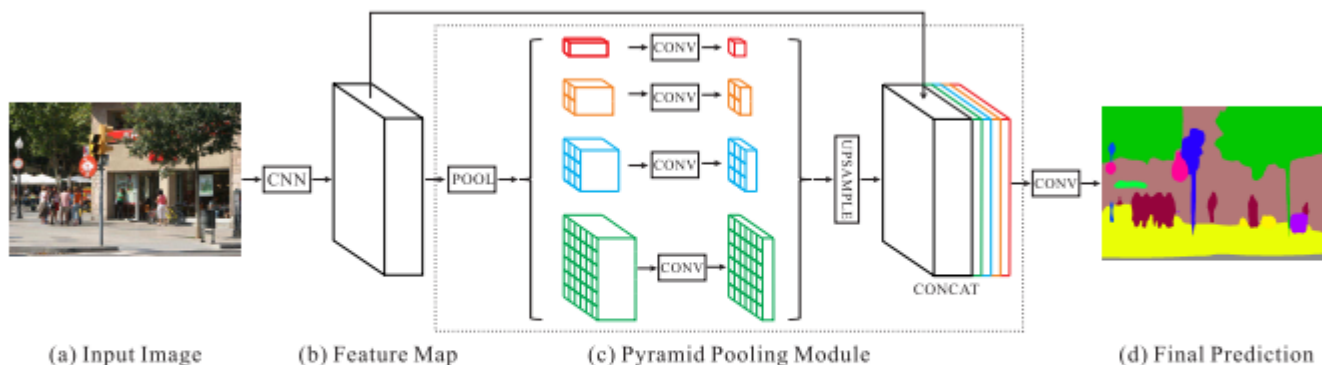 CNN
POOL
CONV
CONV
CONV
CONV
UPSAMPLE
CONCAT
CONV
(a) Input Image
(b) Feature Map
(c) Pyramid Pooling Module
(d) Final Prediction